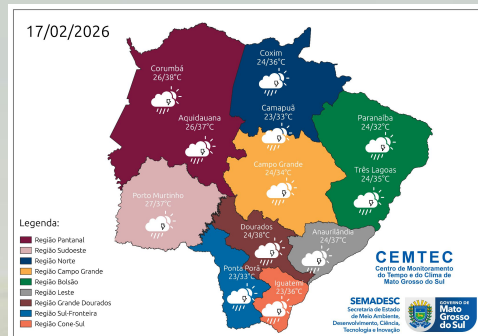 17/02/2026
Coxim
24/36°C
Corumbá
26/38°C
Camapuã
23/33°C
Aquidauana
26/37°C
Paranaíba
24/32°C
Campo Grande
24/34°C
Três Lagoas
24/35°C
Porto Murtinho
27/37°C
Dourados
24/38°C
Anaurilândia
24/37°C
Ponta Porã
23/33°C
Iguatemi
23/36°C
Legenda:
Região Pantanal
Região Sudoeste
Região Norte
Região Campo Grande
Região Bolsão
Região Leste
Região Grande Dourados
Região Sul-Fronteira
Região Cone-Sul
CEMTEC
Centro de Monitoramento
do Tempo e do Clima de
Mato Grosso do Sul
SEMADESC
Secretaria de Estado
de Meio Ambiente,
Desenvolvimento, Ciência,
Tecnologia e Inovação
GOVERNO DE
Mato
Grosso
do Sul